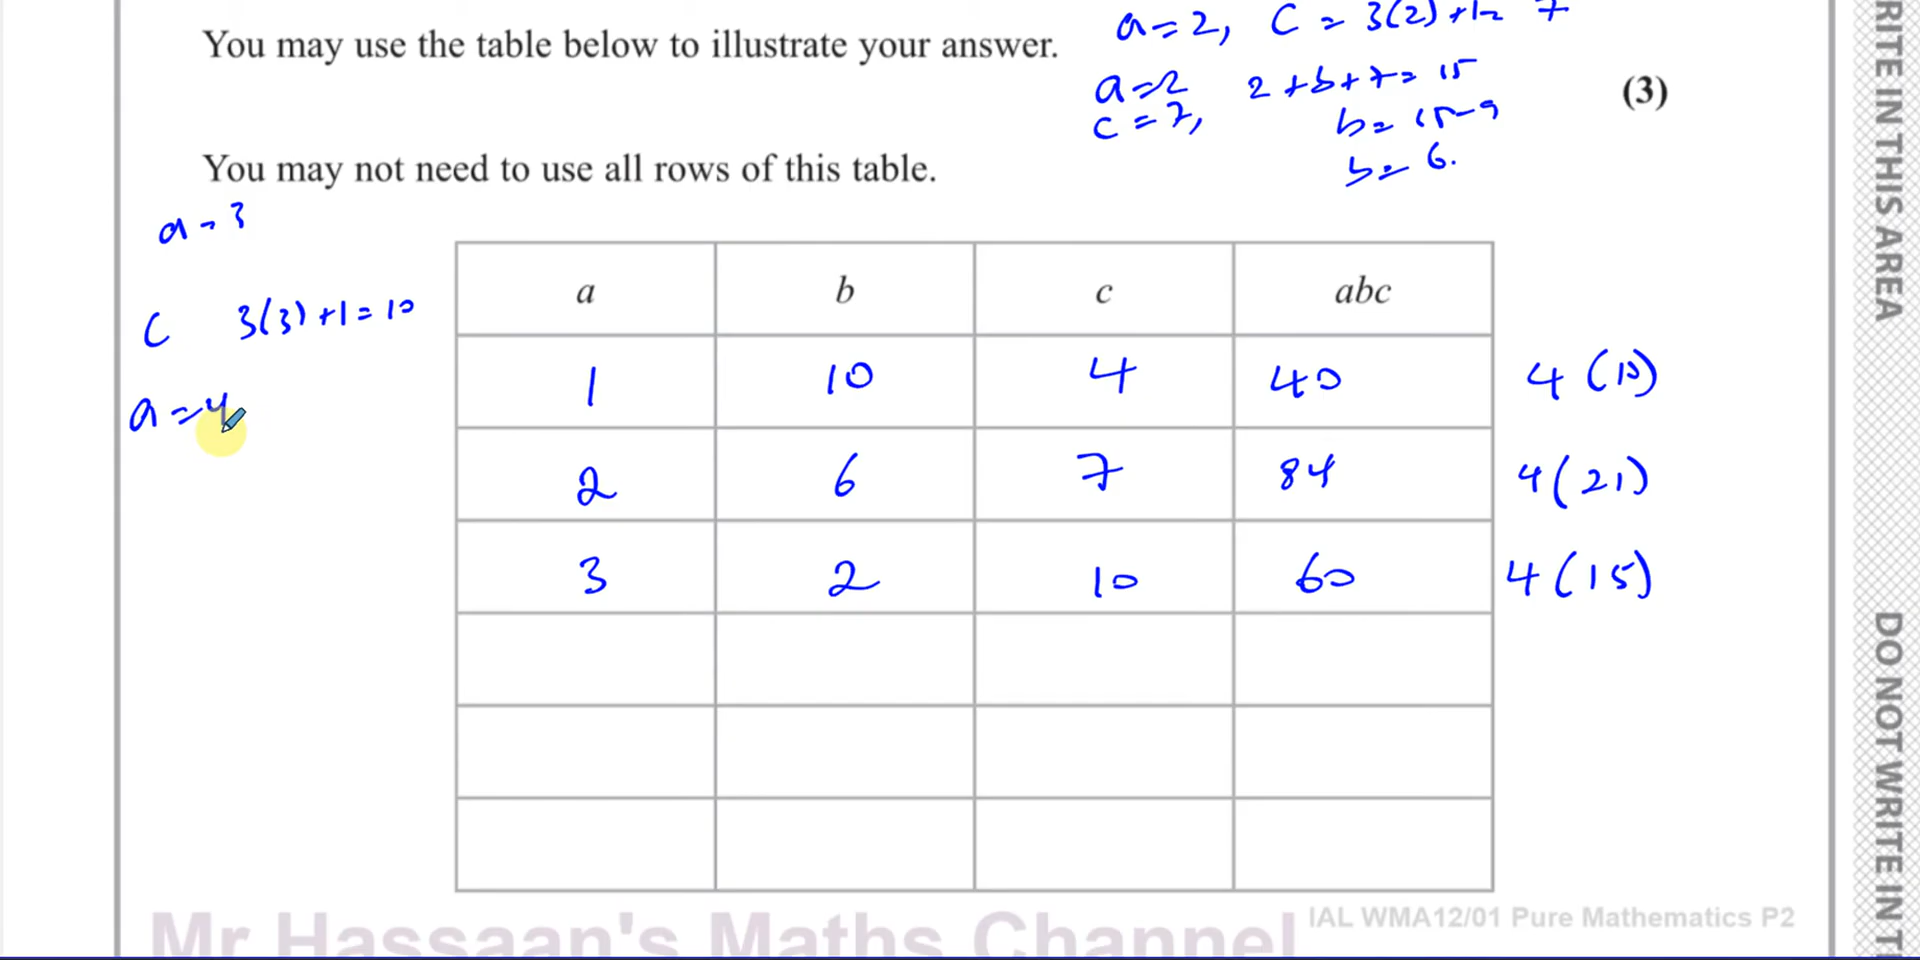 a = 2, C = 3(2)+1= 7
You may use the table below to illustrate your answer.
a = 2 2 + b + 7 = 15
(3)
c = 7, b = 15-9
b = 6.
You may not need to use all rows of this table.
a = 3
C 3(3) +1 = 10
a = 4
a b c abc
1 10 4 40 4 (10)
2 6 7 84 4 (21)
3 2 10 60 4 (15)
Mr Hassaan's Maths Channel
IAL WMA12/01 Pure Mathematics P2
RITE IN THIS AREA
DO NOT WRITE IN T